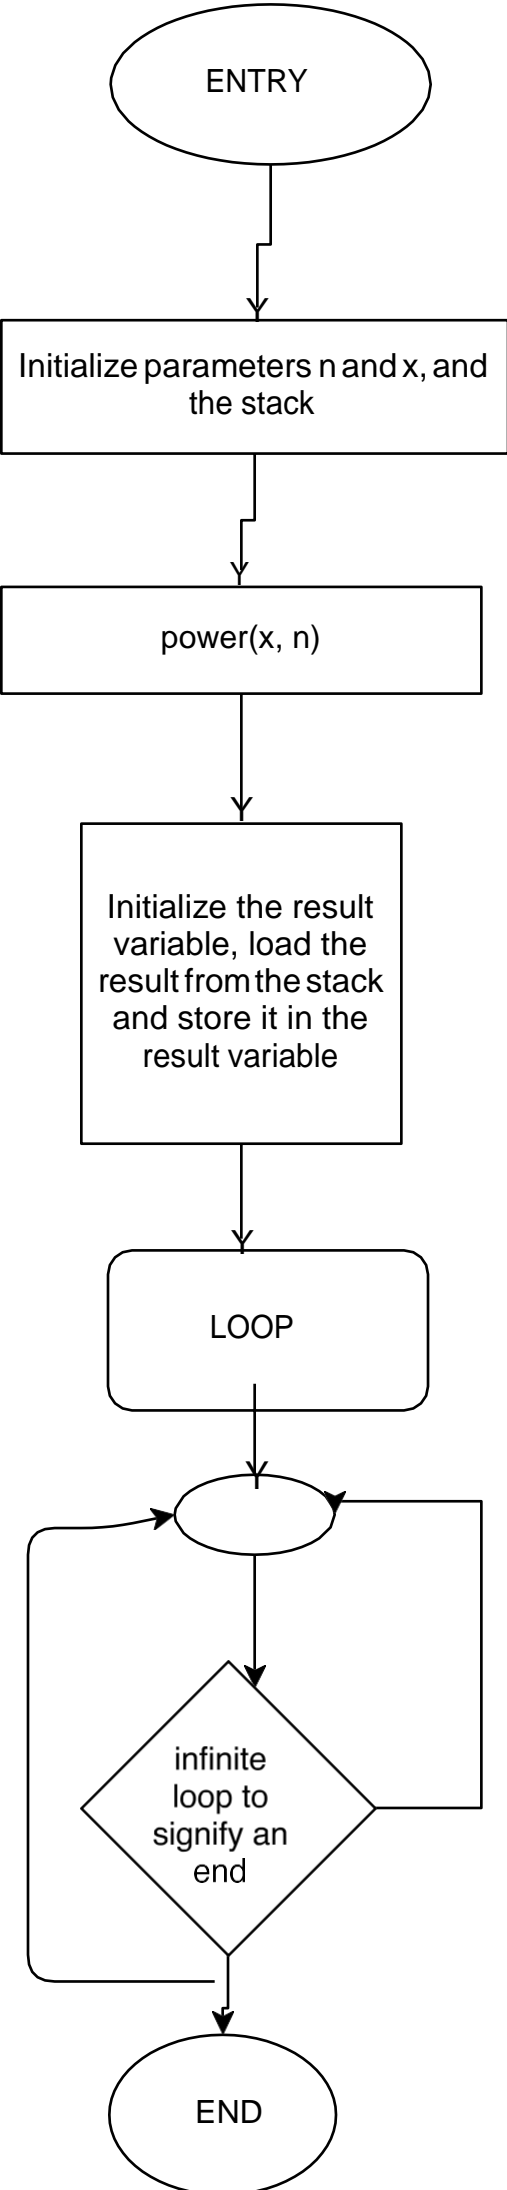 ENTRY
Initialize parameters n and x, and
the stack
power(x, n)
Initialize the result
variable, load the
result from the stack
and store it in the
result variable
LOOP
infinite
loop to
signify an
end
END